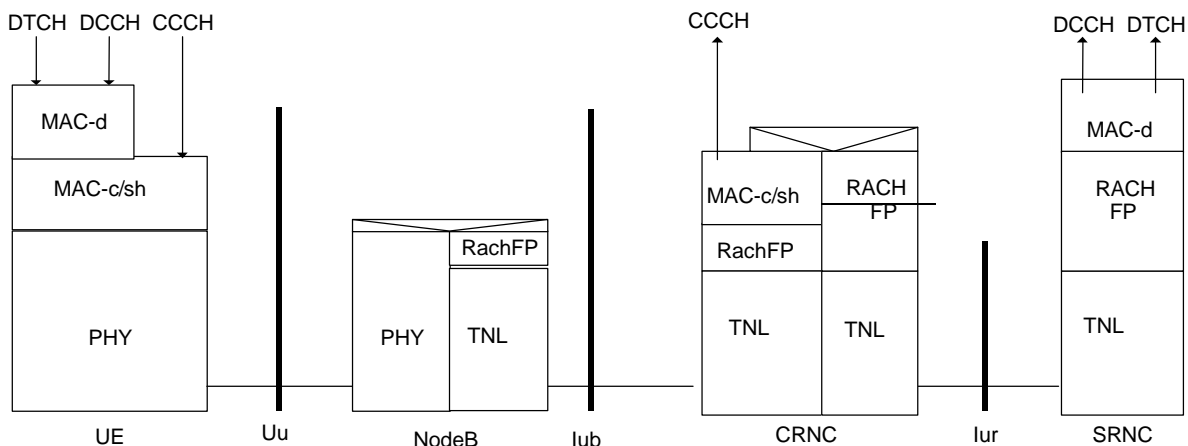 DTCH DCCH CCCH
CCCH
DCCH DTCH
MAC-d
MAC-c/sh
PHY
UE
Uu
RachFP
PHY
TNL
NodeB
Iub
MAC-c/sh
RachFP
TNL
RACH
FP
TNL
CRNC
Iur
MAC-d
RACH
FP
TNL
SRNC